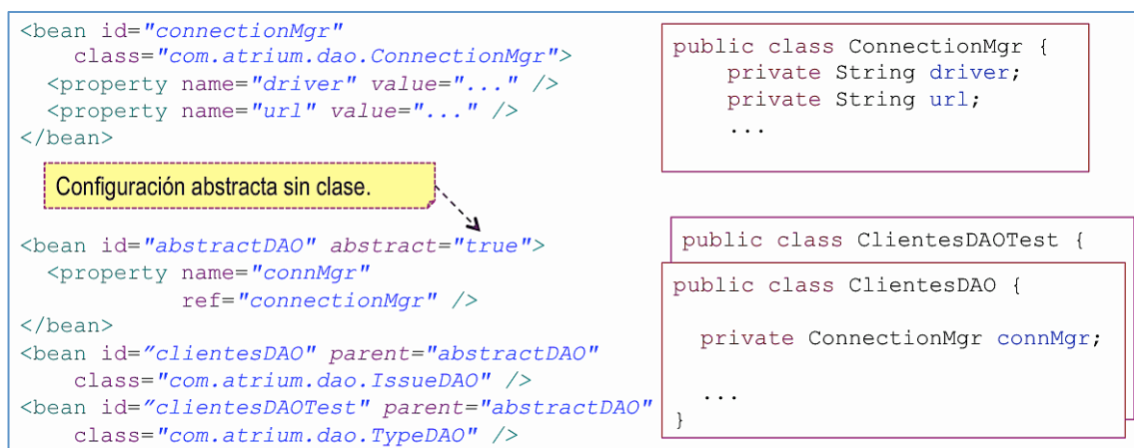 <bean id="connectionMgr"
class="com.atrium.dao.ConnectionMgr">
<property name="driver" value="..." />
<property name="url" value="..." />
</bean>
Configuración abstracta sin clase.
<bean id="abstractDAO" abstract="true">
<property name="connMgr"
ref="connectionMgr" />
</bean>
<bean id=”clientesDAO" parent="abstractDAO"
class="com.atrium.dao.IssueDAO" />
<bean id=”clientesDAOTest" parent="abstractDAO"
class="com.atrium.dao.TypeDAO" />
public class ConnectionMgr {
private String driver;
private String url;
...
public class ClientesDAOTest {
public class ClientesDAO {
private ConnectionMgr connMgr;
...
}